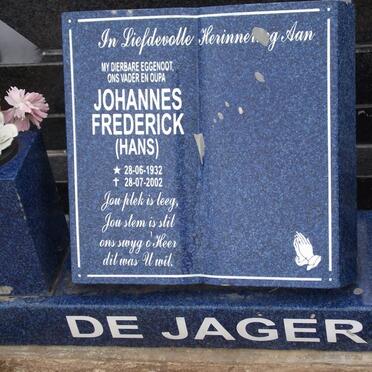 In Liefdevolle Herinnering Aan
MY DIERBARE EGGENOOT,
ONS VADER EN OUPA
JOHANNES
FREDERICK
(HANS)
★ 28-06-1932
✝ 28-07-2002
Jou plek is leeg,
Jou stem is stil
ons swyg o Heer
dit was U wil.
DE JAGER